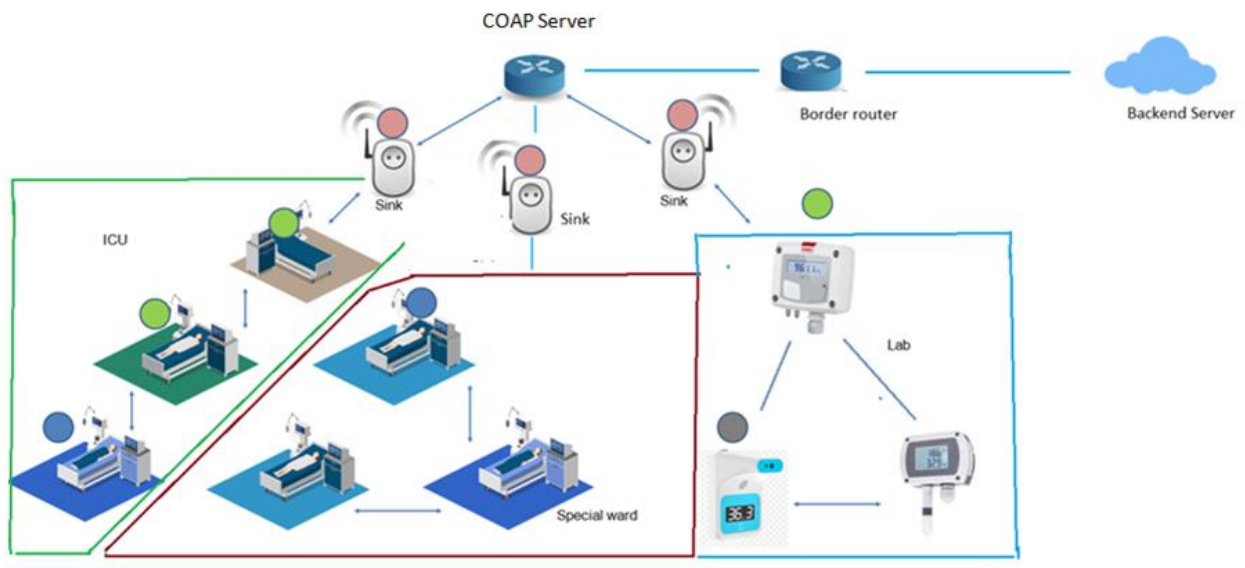 COAP Server
Border router
Backend Server
Sink
Sink
Sink
ICU
Lab
Special ward
36.3